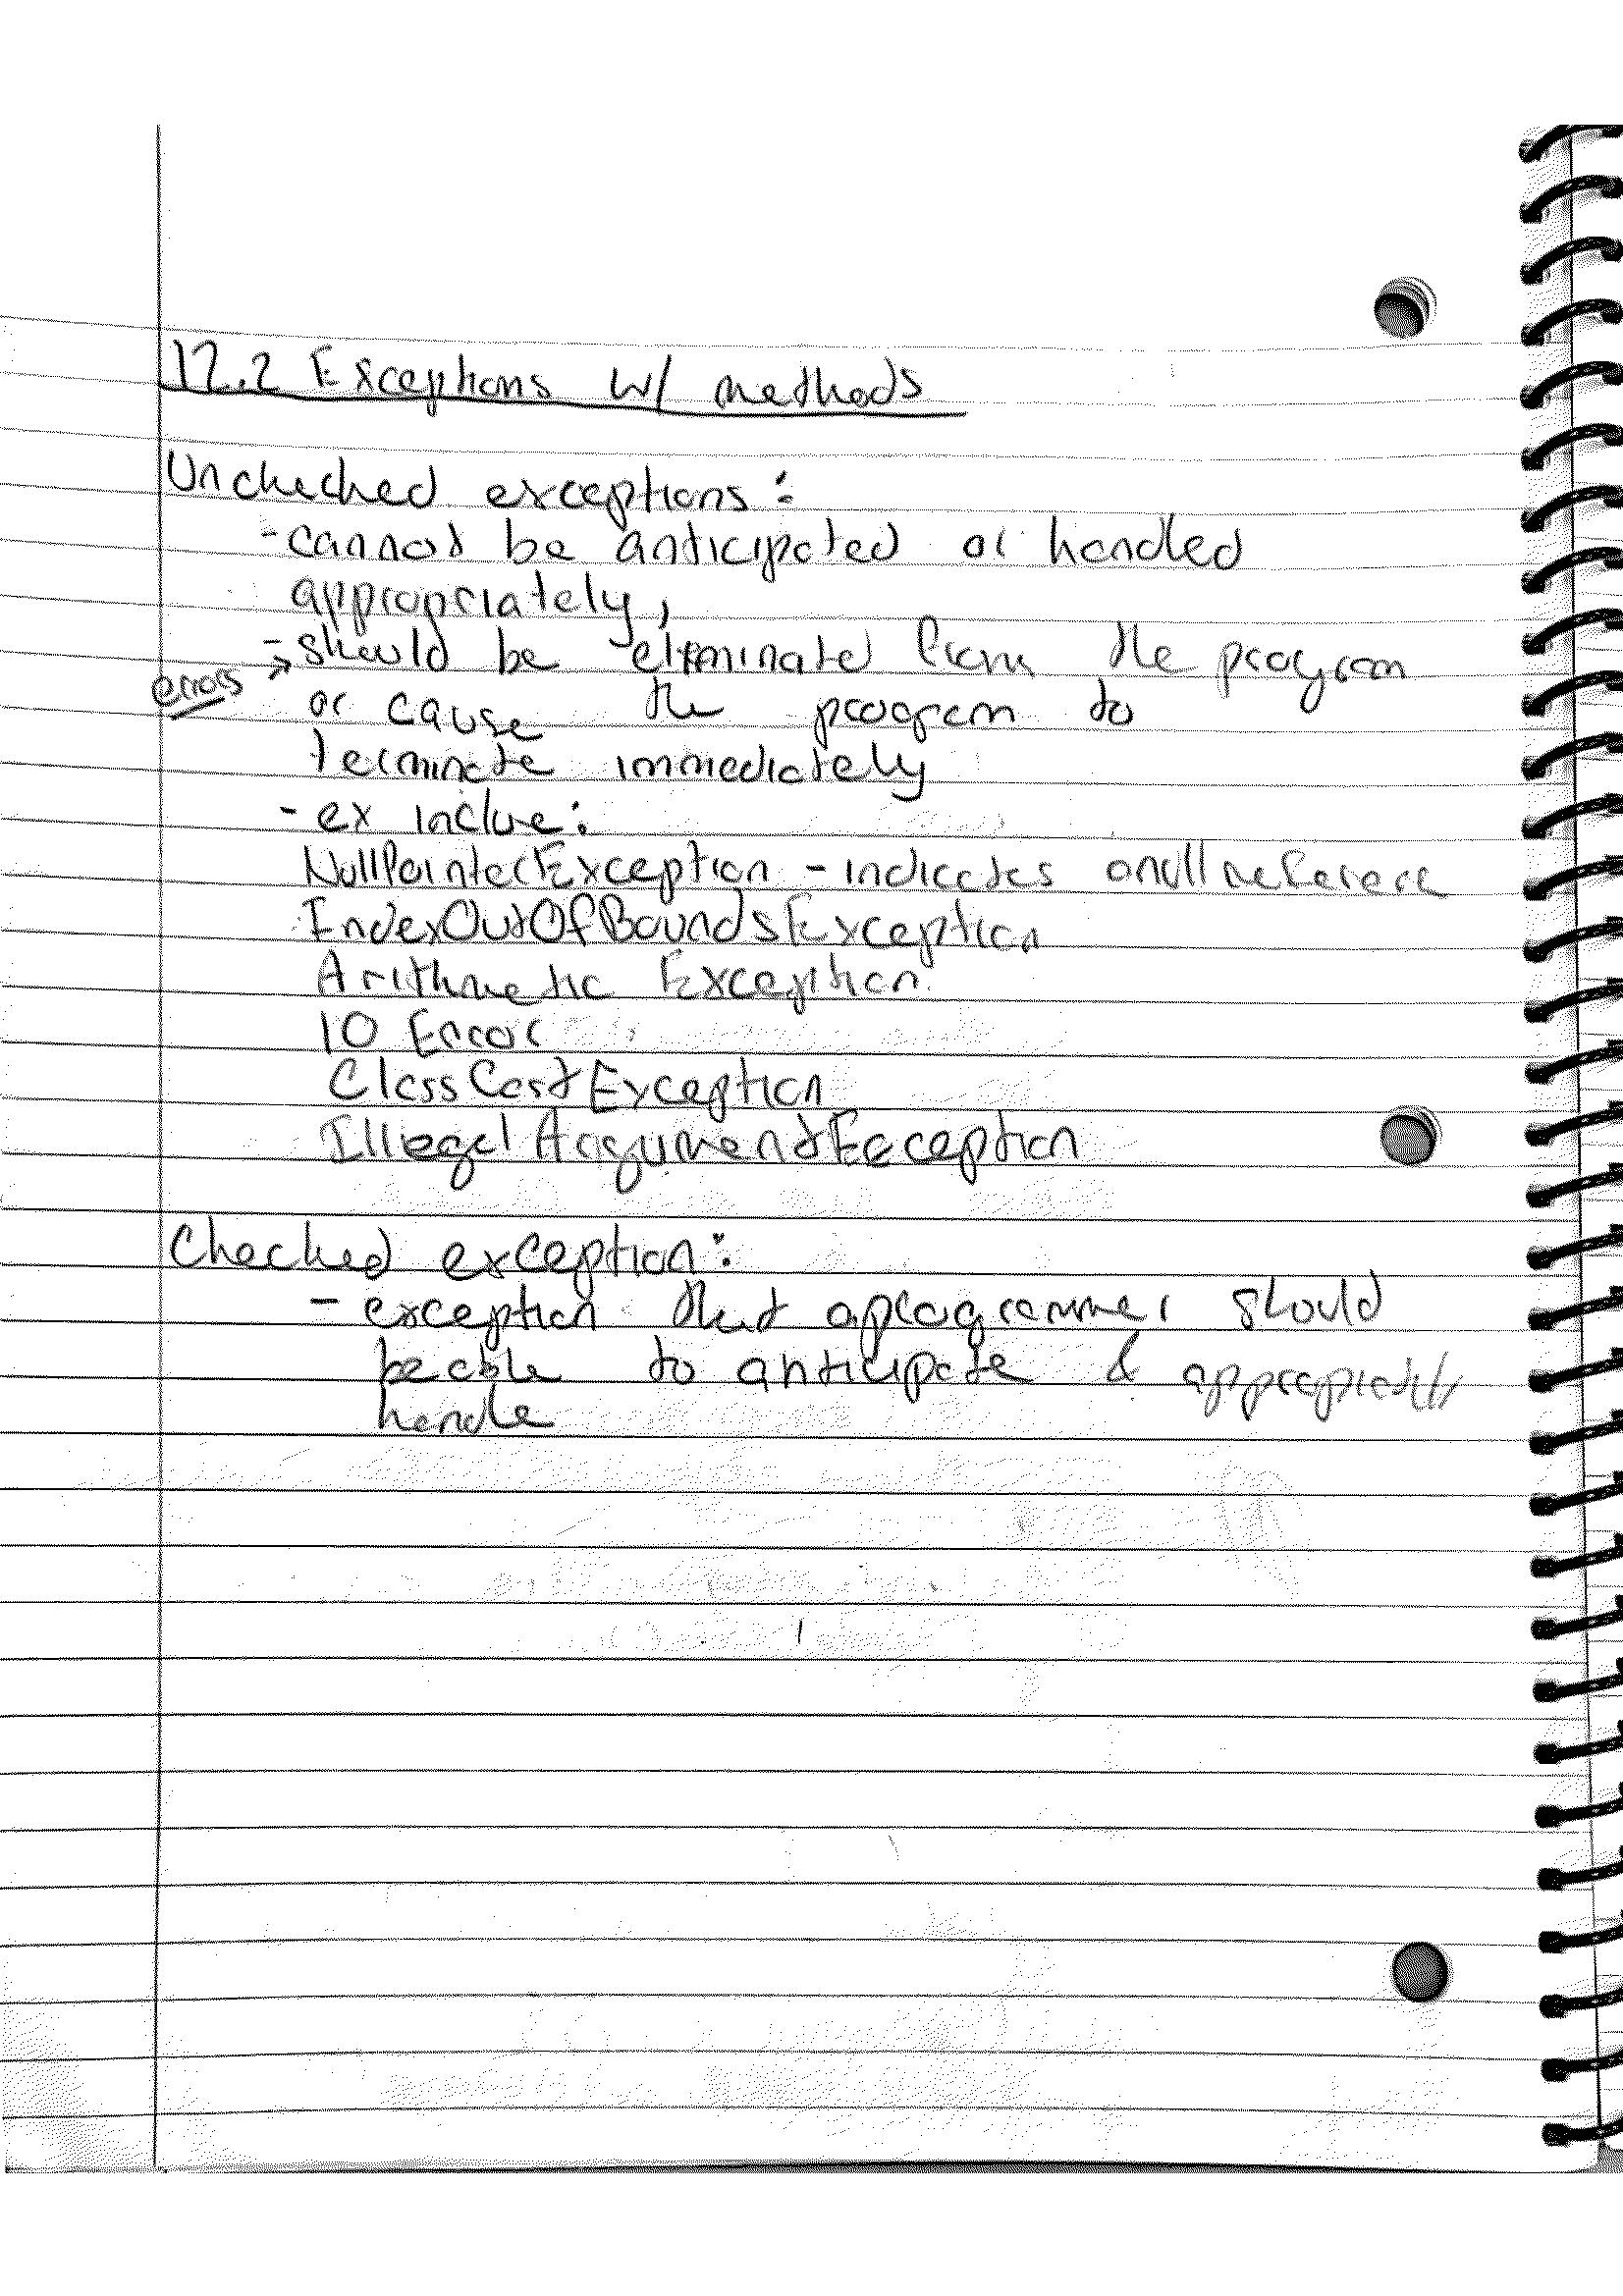 12.2 Exceptions w/ methods
Unchecked exceptions:
- cannot be anticipated or handled
appropriately,
- should be eliminated from the program
errors →
or cause the program to
terminate immediately
- ex inclue:
NullPointerException - indicates a null reference
IndexOutOfBoundsException
Arithmetic Exception
IO Error
ClassCastException
IllegalArgumentException
Checked exception:
- exception that a programmer should
be able to anticipate & appropriately
handle